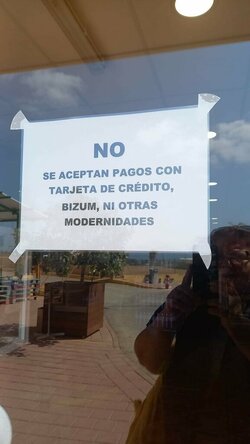 NO
SE ACEPTAN PAGOS CON
TARJETA DE CRÉDITO,
BIZUM, NI OTRAS
MODERNIDADES